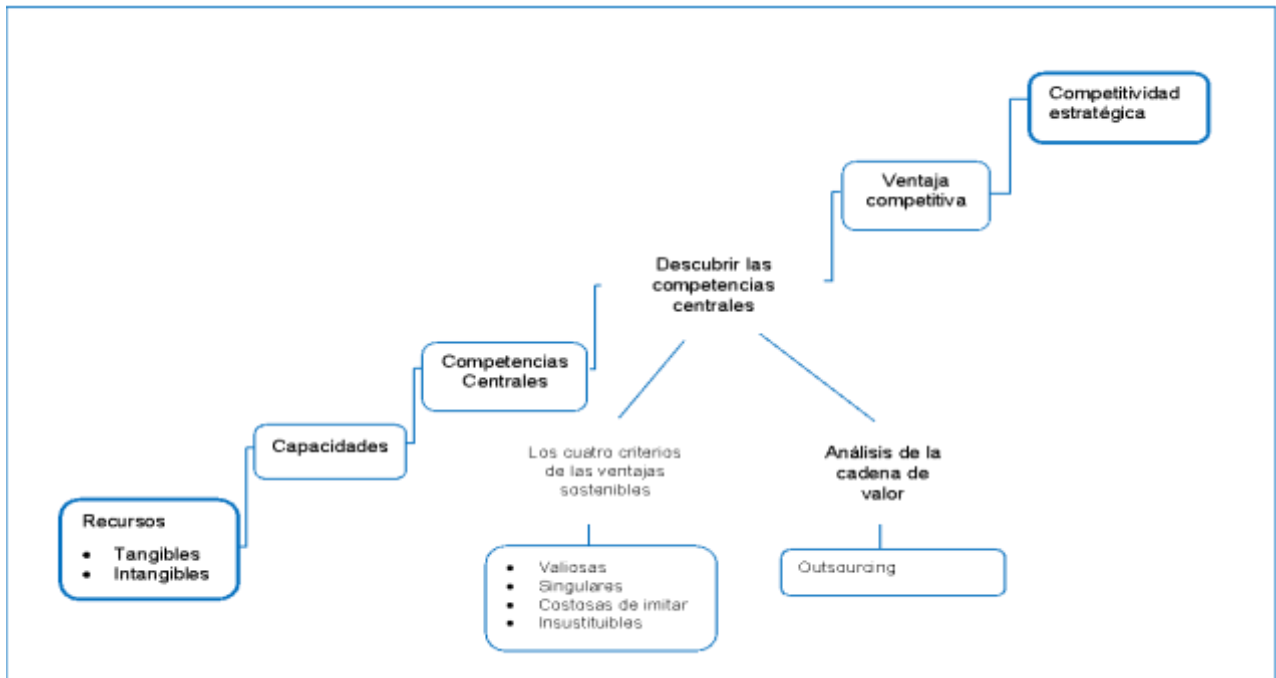 Competitividad
estratégica
Ventaja
competitiva
Descubrir las
competencias
centrales
Competencias
Centrales
Capacidades
Recursos
• Tangibles
• Intangibles
Los cuatro criterios
de las ventajas
sostenibles
• Valiosas
• Singulares
• Costosas de imitar
• Insustituibles
Análisis de la
cadena de
valor
Outsourcing